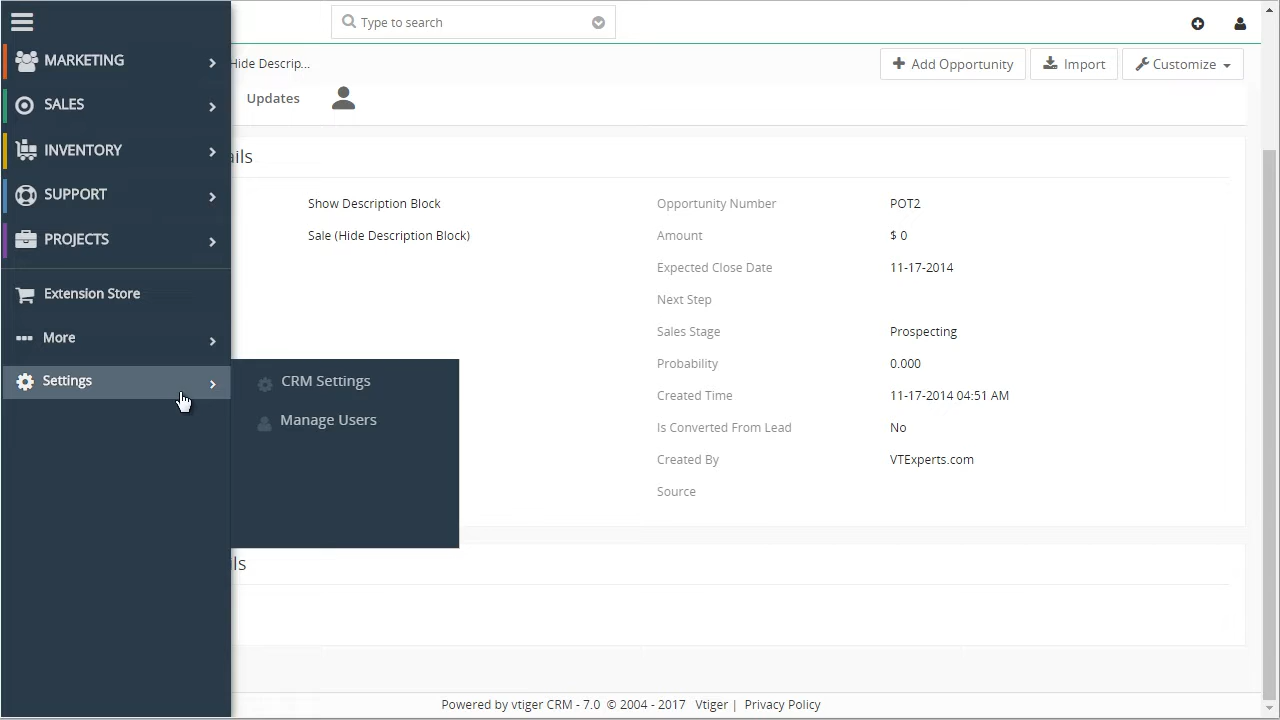 Type to search
MARKETING
Hide Descrip...
Add Opportunity
Import
Customize
SALES
Updates
INVENTORY
ails
SUPPORT
Show Description Block
Opportunity Number
POT2
PROJECTS
Sale (Hide Description Block)
Amount
$ 0
Expected Close Date
11-17-2014
Extension Store
Next Step
More
Sales Stage
Prospecting
Probability
0.000
Settings
CRM Settings
Created Time
11-17-2014 04:51 AM
Manage Users
Is Converted From Lead
No
Created By
VTExperts.com
Source
ils
Powered by vtiger CRM - 7.0 © 2004 - 2017 Vtiger | Privacy Policy